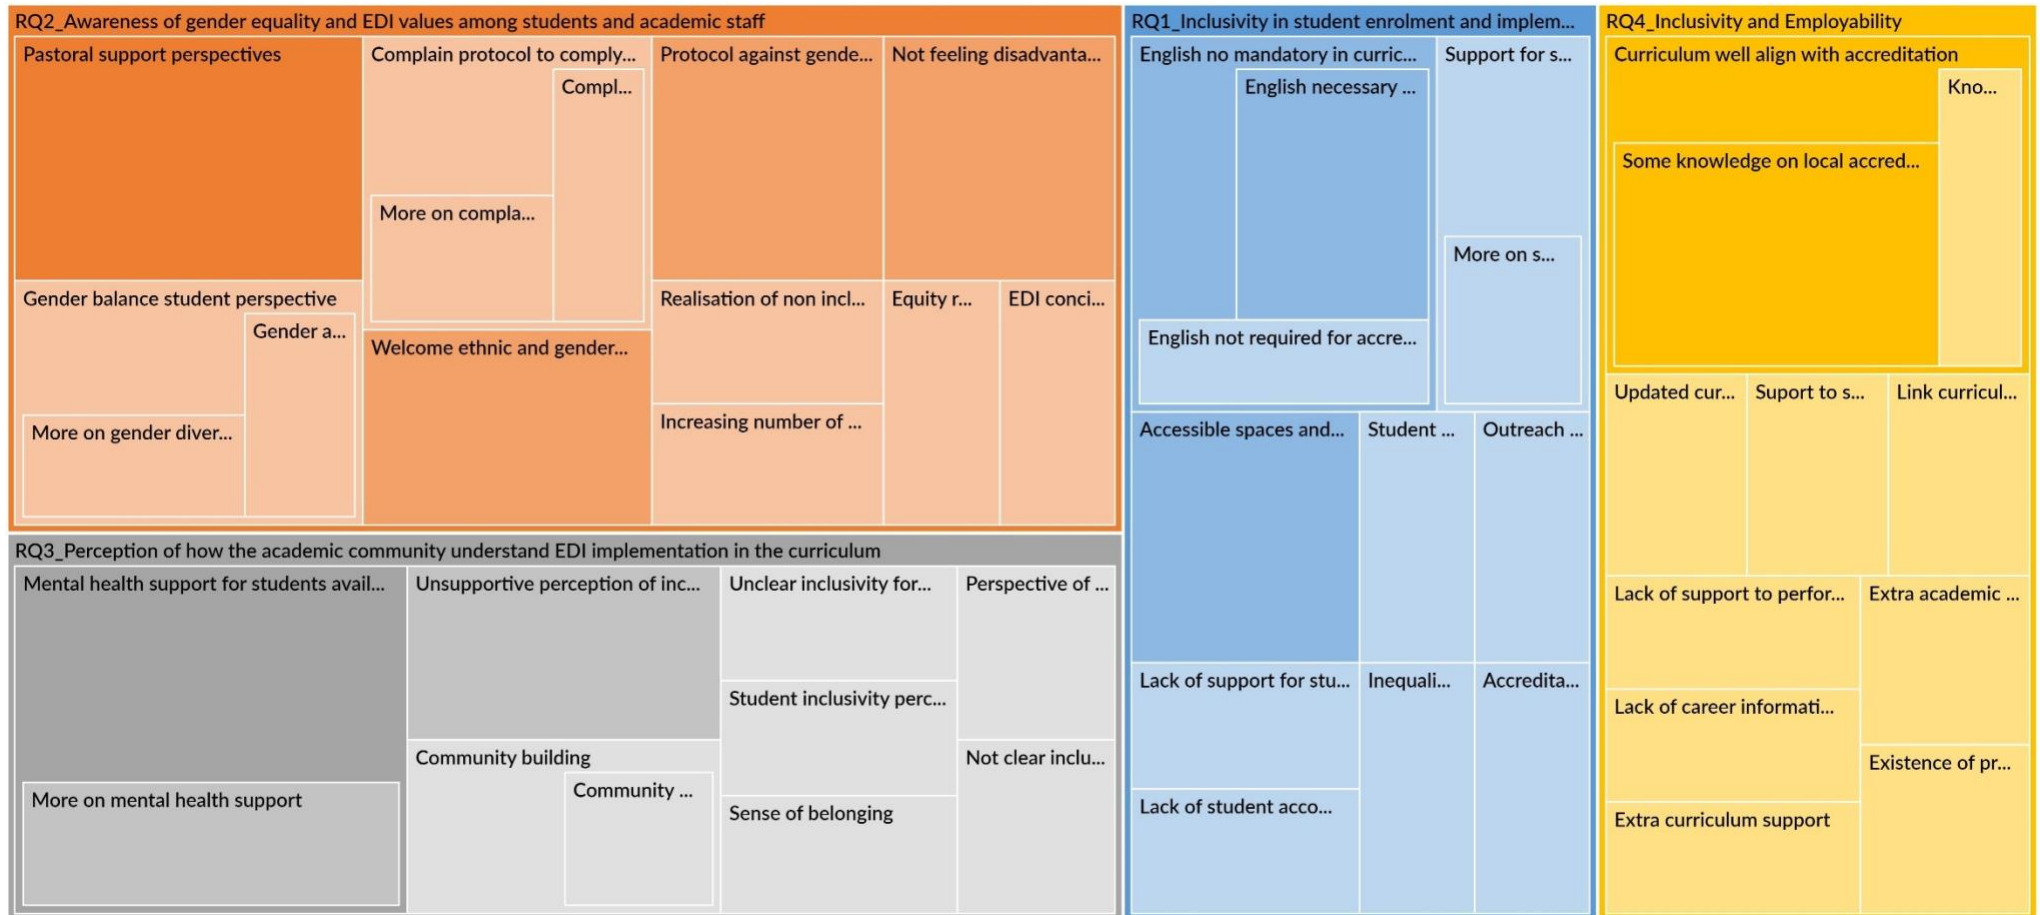 RQ2_Awareness of gender equality and EDI values among students and academic staff
Pastoral support perspectives
Complain protocol to comply...
Compl...
More on compla...
Protocol against gende...
Not feeling disadvanta...
Gender balance student perspective
Gender a...
More on gender diver...
Welcome ethnic and gender...
Realisation of non incl...
Increasing number of ...
Equity r...
EDI conci...
RQ3_Perception of how the academic community understand EDI implementation in the curriculum
Mental health support for students avail...
More on mental health support
Unsupportive perception of inc...
Community building
Community ...
Unclear inclusivity for...
Student inclusivity perc...
Sense of belonging
Perspective of ...
Not clear inclu...
RQ1_Inclusivity in student enrolment and implem...
English no mandatory in curric...
English necessary ...
English not required for accre...
Support for s...
More on s...
Accessible spaces and...
Student ...
Outreach ...
Lack of support for stu...
Lack of student acco...
Inequali...
Accredita...
RQ4_Inclusivity and Employability
Curriculum well align with accreditation
Kno...
Some knowledge on local accred...
Updated cur...
Suport to s...
Link curricul...
Lack of support to perfor...
Lack of career informati...
Extra curriculum support
Extra academic ...
Existence of pr...